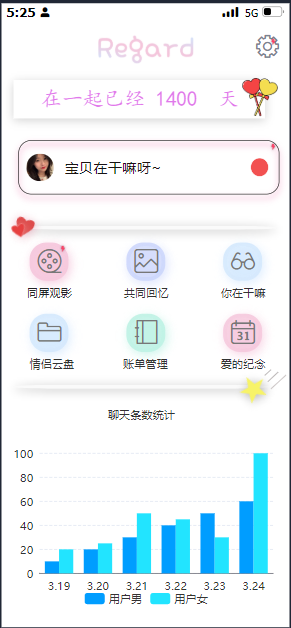 5:25 5G
Regard
在一起已经 1400 天
宝贝在干嘛呀~
同屏观影 共同回忆 你在干嘛
31
情侣云盘 账单管理 爱的纪念
聊天条数统计
100
80
60
40
20
0
3.19 3.20 3.21 3.22 3.23 3.24
用户男 用户女